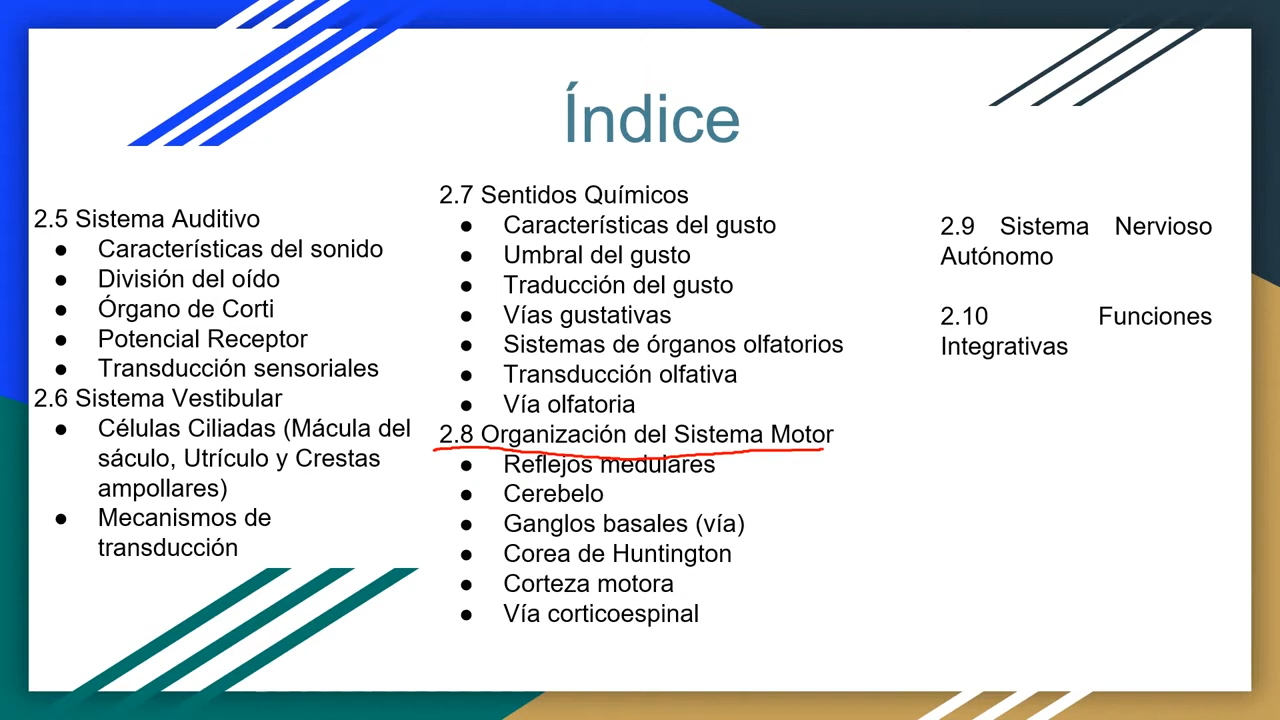 Índice
2.5 Sistema Auditivo
● Características del sonido
● División del oído
● Órgano de Corti
● Potencial Receptor
● Transducción sensoriales
2.6 Sistema Vestibular
● Células Ciliadas (Mácula del
sáculo, Utrículo y Crestas
ampollares)
● Mecanismos de
transducción
2.7 Sentidos Químicos
● Características del gusto
● Umbral del gusto
● Traducción del gusto
● Vías gustativas
● Sistemas de órganos olfatorios
● Transducción olfativa
● Vía olfatoria
2.8 Organización del Sistema Motor
● Reflejos medulares
● Cerebelo
● Ganglos basales (vía)
● Corea de Huntington
● Corteza motora
● Vía corticoespinal
2.9 Sistema Nervioso
Autónomo
2.10 Funciones
Integrativas